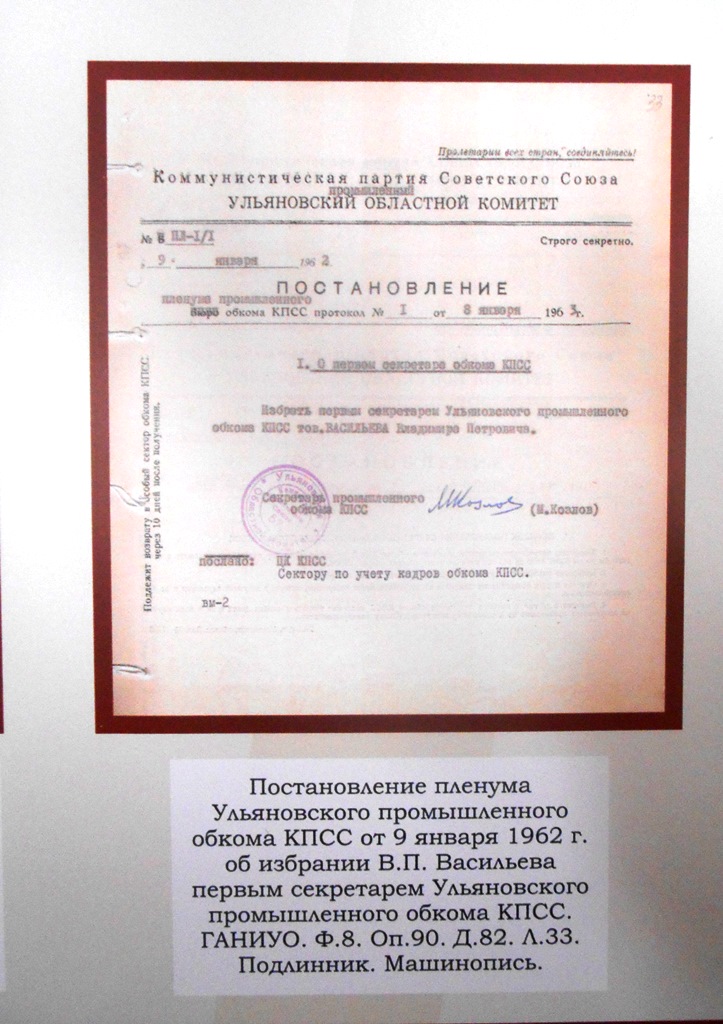 33
Пролетарии всех стран, соединяйтесь!
Коммунистическая партия Советского Союза
промышленный
УЛЬЯНОВСКИЙ ОБЛАСТНОЙ КОМИТЕТ
№ Б ПЛ-I/I
Строго секретно.
9 января 1962
ПОСТАНОВЛЕНИЕ
пленума промышленного
бюро обкома КПСС протокол № I от 8 января 1963г.
I. О первом секретаре обкома КПСС
Избрать первым секретарем Ульяновского промышленного
обкома КПСС тов.ВАСИЛЬЕВА Владимира Петровича.
Секретарь промышленного
обкома КПСС
(М.Козлов)
послано: ЦК КПСС
Сектору по учету кадров обкома КПСС.
вм-2
Подлежит возврату в Особый сектор обкома КПСС
через 10 дней после получения.
Постановление пленума
Ульяновского промышленного
обкома КПСС от 9 января 1962 г.
об избрании В.П. Васильева
первым секретарем Ульяновского
промышленного обкома КПСС.
ГАНИУО. Ф.8. Оп.90. Д.82. Л.33.
Подлинник. Машинопись.